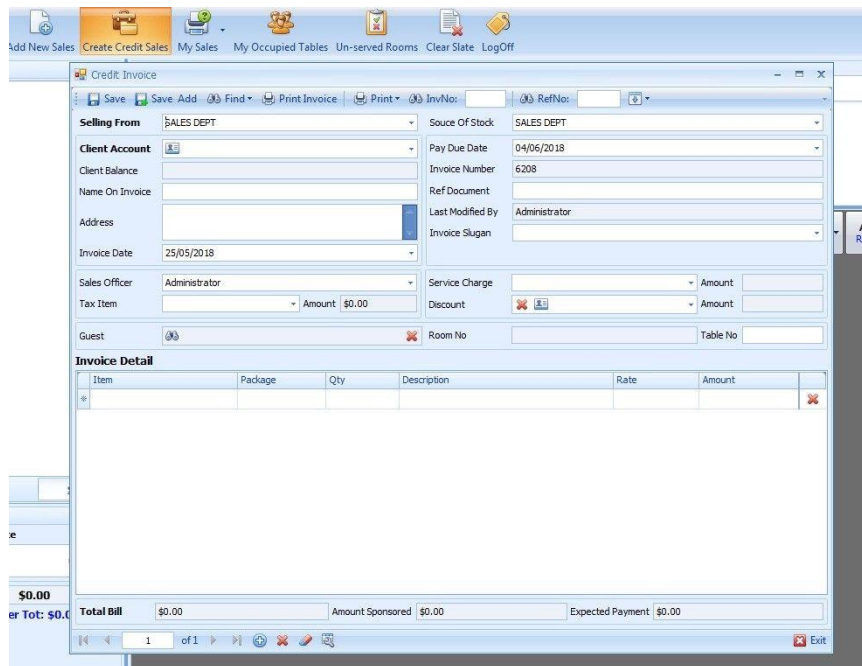 Add New Sales Create Credit Sales My Sales My Occupied Tables Un-served Rooms Clear Slate LogOff
Credit Invoice
Save Save Add Find Print Invoice Print InvNo: RefNo:
Selling From SALES DEPT Souce Of Stock SALES DEPT
Client Account Pay Due Date 04/06/2018
Client Balance Invoice Number 6208
Name On Invoice Ref Document
Address Last Modified By Administrator
Invoice Slugan
Invoice Date 25/05/2018
Sales Officer Administrator Service Charge Amount
Tax Item Amount $0.00 Discount Amount
Guest Room No Table No
Invoice Detail
Item Package Qty Description Rate Amount
$0.00
er Tot: $0.0
Total Bill $0.00 Amount Sponsored $0.00 Expected Payment $0.00
1 of 1 Exit